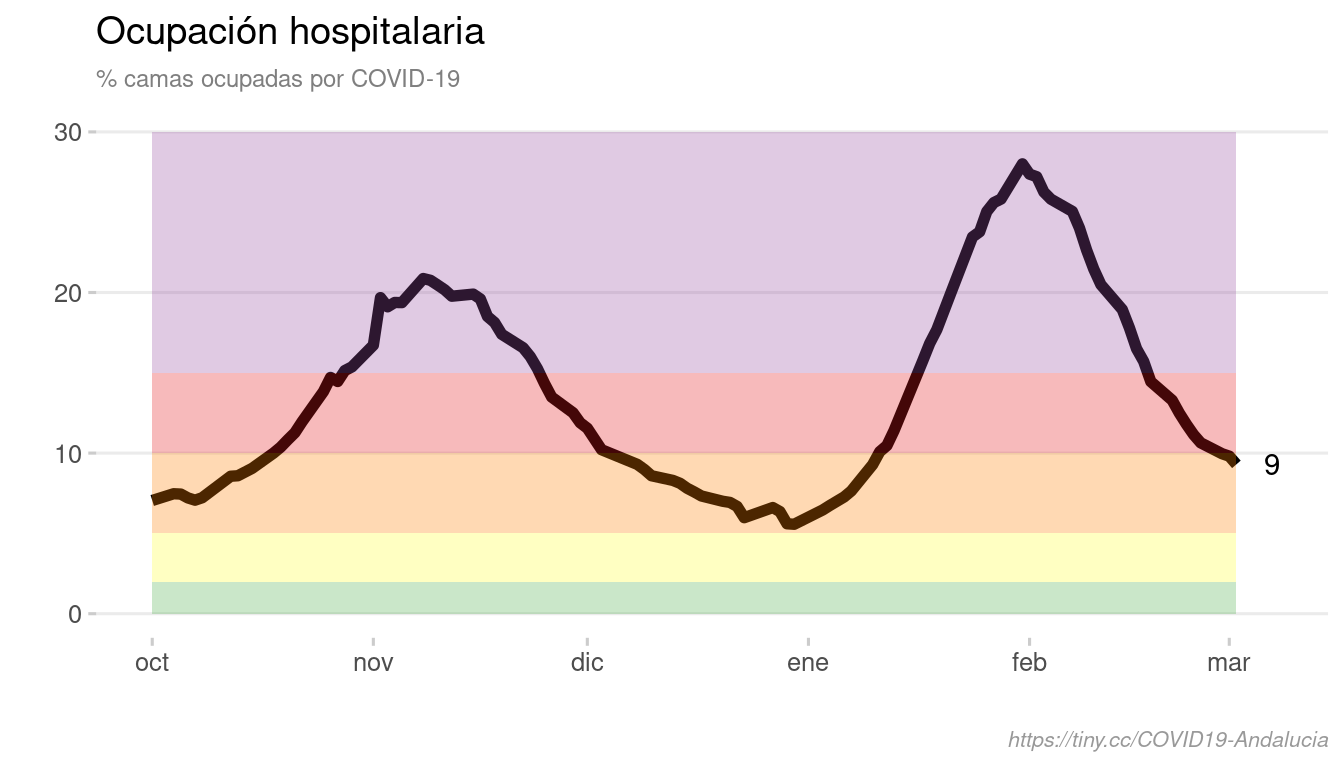 Ocupación hospitalaria
% camas ocupadas por COVID-19
30
20
10
0
9
oct nov dic ene feb mar
https://tiny.cc/COVID19-Andalucia